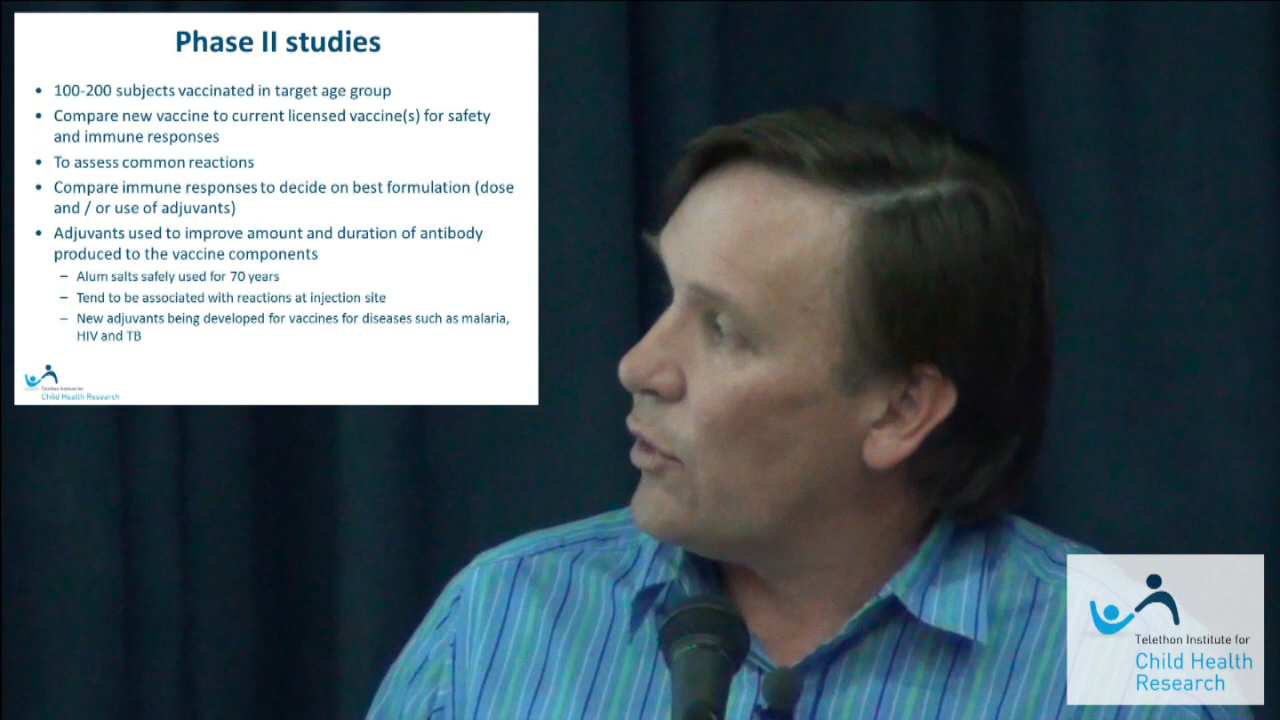 Phase II studies
• 100-200 subjects vaccinated in target age group
• Compare new vaccine to current licensed vaccine(s) for safety
and immune responses
• To assess common reactions
• Compare immune responses to decide on best formulation (dose
and / or use of adjuvants)
• Adjuvants used to improve amount and duration of antibody
produced to the vaccine components
– Alum salts safely used for 70 years
– Tend to be associated with reactions at injection site
– New adjuvants being developed for vaccines for diseases such as malaria,
HIV and TB
Telethon Institute for
Child Health Research
Telethon Institute for
Child Health
Research